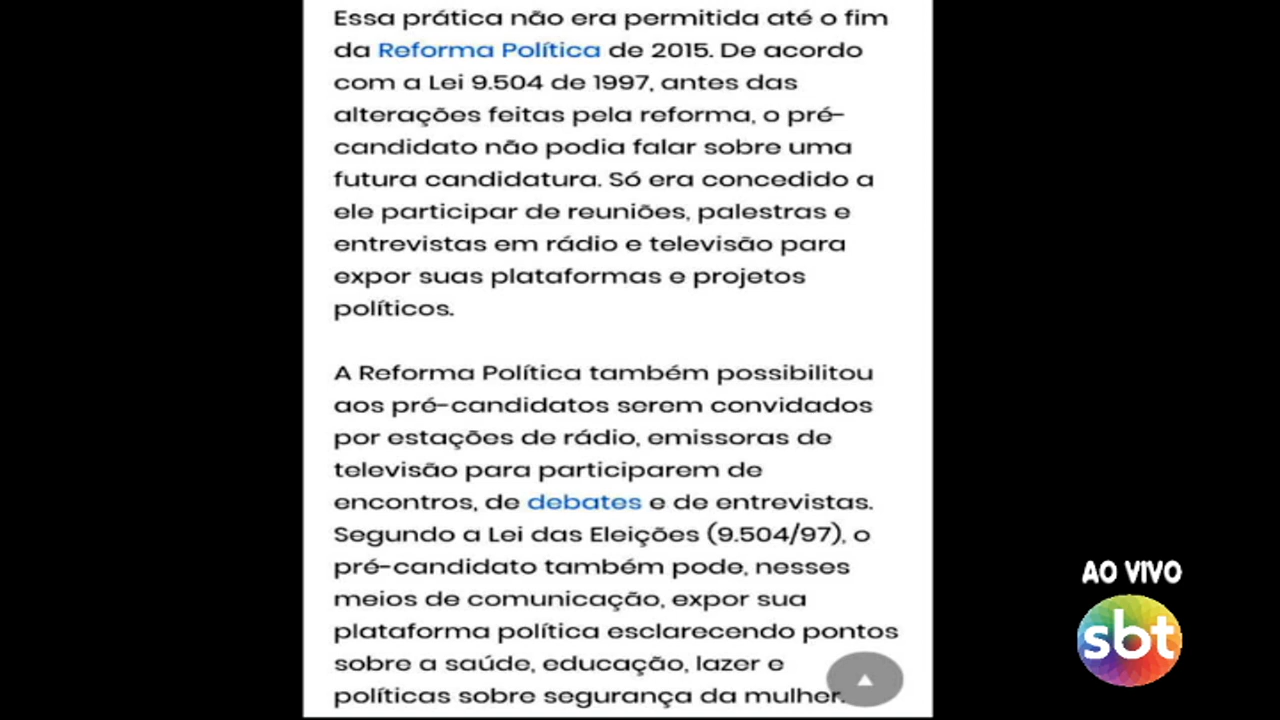 Essa prática não era permitida até o fim
da Reforma Política de 2015. De acordo
com a Lei 9.504 de 1997, antes das
alterações feitas pela reforma, o pré-
candidato não podia falar sobre uma
futura candidatura. Só era concedido a
ele participar de reuniões, palestras e
entrevistas em rádio e televisão para
expor suas plataformas e projetos
políticos.
A Reforma Política também possibilitou
aos pré-candidatos serem convidados
por estações de rádio, emissoras de
televisão para participarem de
encontros, de debates e de entrevistas.
Segundo a Lei das Eleições (9.504/97), o
pré-candidato também pode, nesses
meios de comunicação, expor sua
plataforma política esclarecendo pontos
sobre a saúde, educação, lazer e
políticas sobre segurança da mulher.
AO VIVO
sbt